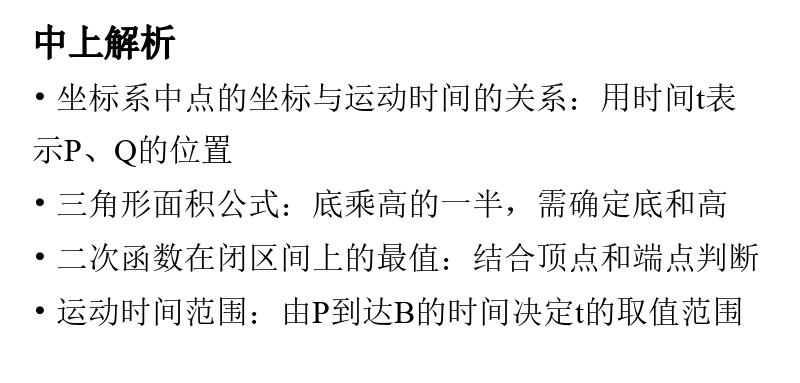 中上解析
• 坐标系中点的坐标与运动时间的关系：用时间t表
示P、Q的位置
• 三角形面积公式：底乘高的一半，需确定底和高
• 二次函数在闭区间上的最值：结合顶点和端点判断
• 运动时间范围：由P到达B的时间决定t的取值范围